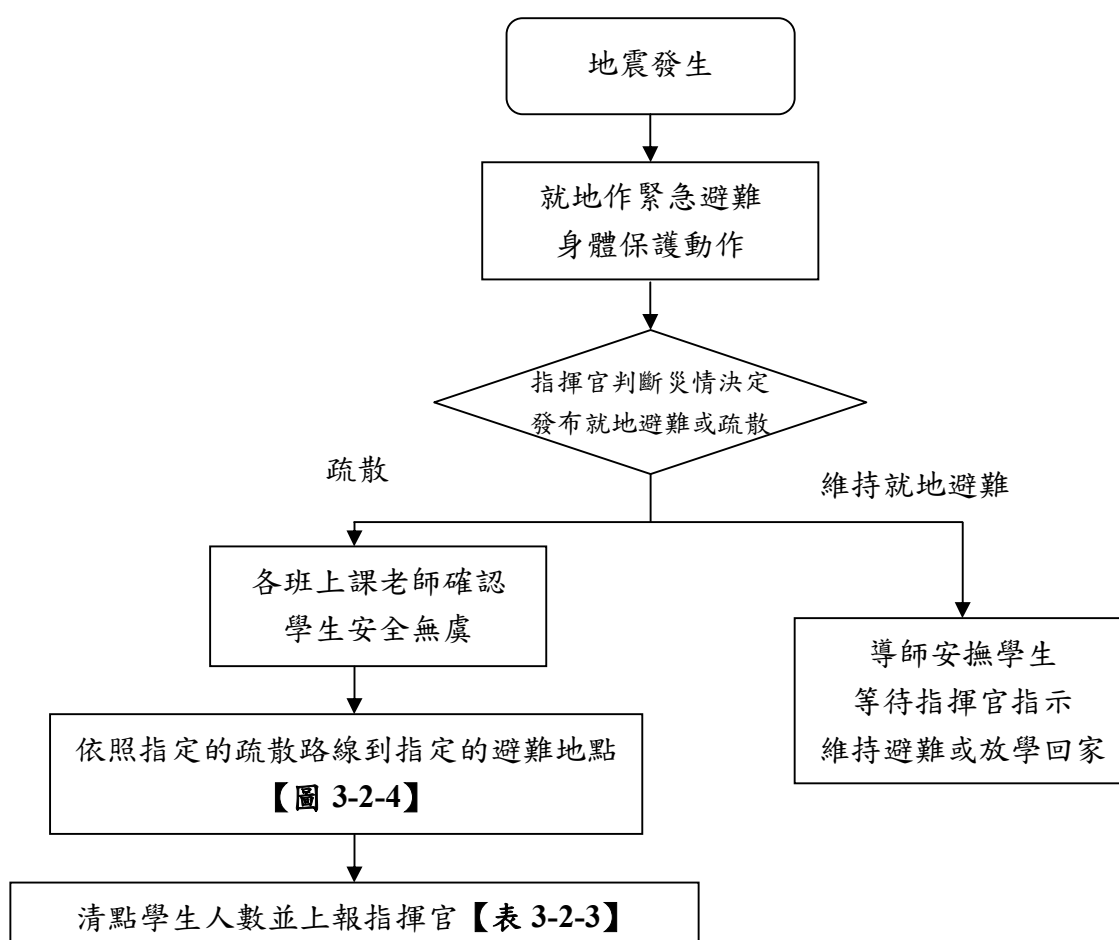 地震發生
就地作緊急避難
身體保護動作
指揮官判斷災情決定
發布就地避難或疏散
疏散
維持就地避難
各班上課老師確認
學生安全無虞
導師安撫學生
等待指揮官指示
維持避難或放學回家
依照指定的疏散路線到指定的避難地點
【圖 3-2-4】
清點學生人數並上報指揮官【表 3-2-3】